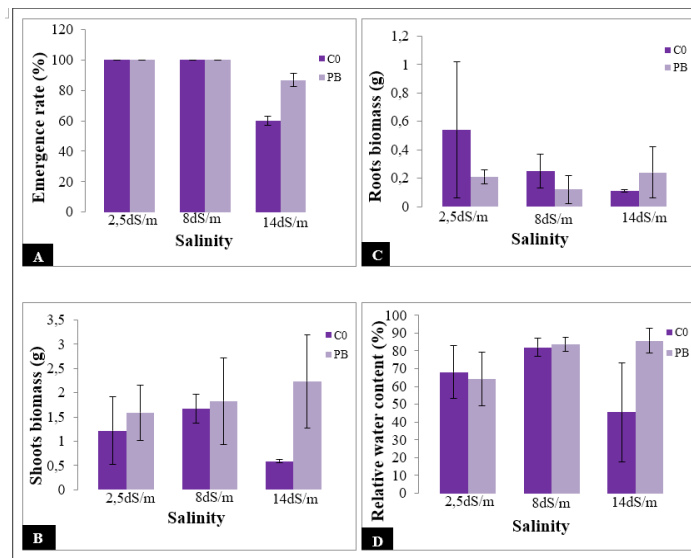 Emergence rate (%)
120
100
80
60
40
20
0
2,5dS/m 8dS/m 14dS/m
Salinity
C0
PB
A
Roots biomass (g)
1,2
1
0,8
0,6
0,4
0,2
0
2,5dS/m 8dS/m 14dS/m
Salinity
C0
PB
C
Shoots biomass (g)
3,5
3
2,5
2
1,5
1
0,5
0
2,5dS/m 8dS/m 14dS/m
Salinity
C0
PB
B
Relative water content (%)
100
90
80
70
60
50
40
30
20
10
0
2,5dS/m 8dS/m 14dS/m
Salinity
C0
PB
D